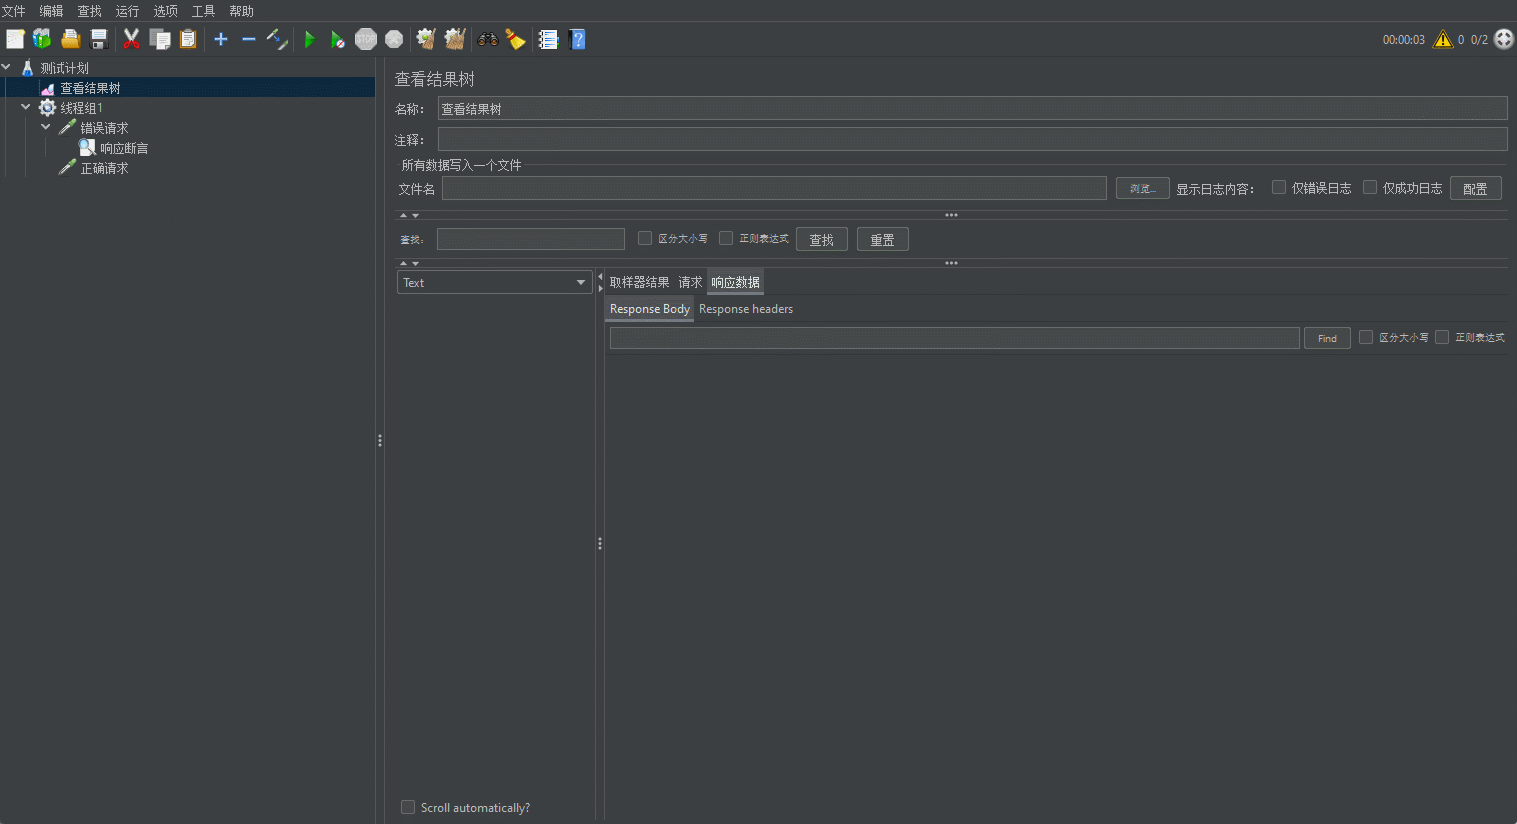 文件 编辑 查找 运行 选项 工具 帮助
STOP 00:00:03 0 0/2
测试计划
查看结果树
线程组1
错误请求
响应断言
正确请求
查看结果树
名称： 查看结果树
注释：
所有数据写入一个文件
文件名 浏览... 显示日志内容： 仅错误日志 仅成功日志 配置
查找： 区分大小写 正则表达式 查找 重置
Text
取样器结果 请求 响应数据
Response Body Response headers
Find 区分大小写 正则表达式
Scroll automatically?